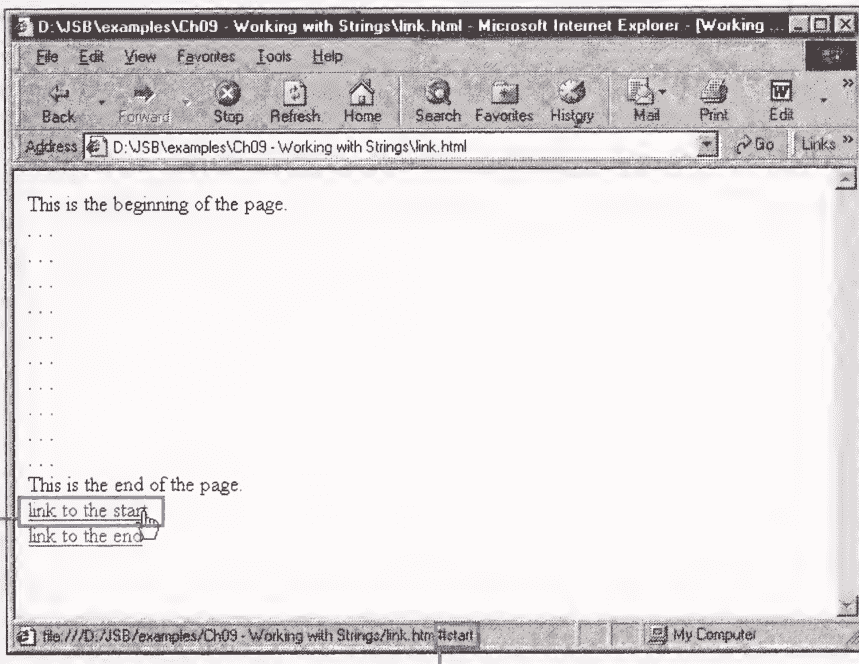 D:\JSB\examples\Ch09 - Working with Strings\link.html - Microsoft Internet Explorer - [Working ...
File Edit View Favorites Tools Help
Back Forward Stop Refresh Home Search Favorites History Mail Print Edit »
Address D:\JSB\examples\Ch09 - Working with Strings\link.html Go Links »
This is the beginning of the page.
. . .
. . .
. . .
. . .
. . .
. . .
. . .
. . .
. . .
. . .
This is the end of the page.
link to the start
link to the end
file:///D:/JSB/examples/Ch09 - Working with Strings/link.htm #start My Computer